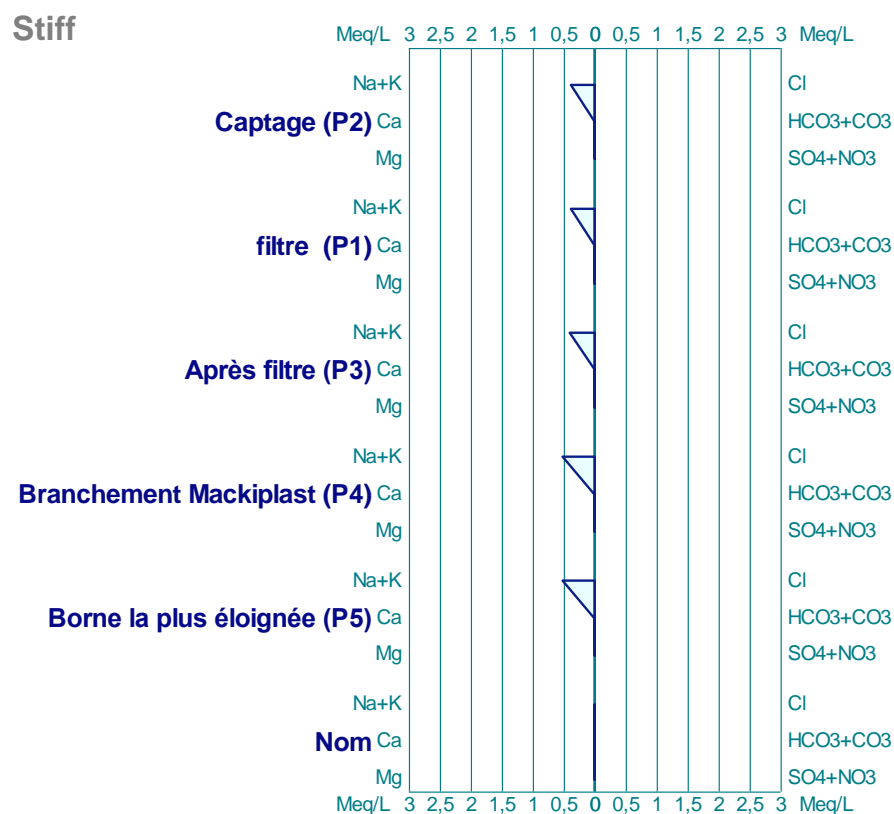 Stiff
Meq/L 3 2,5 2 1,5 1 0,5 0 0,5 1 1,5 2 2,5 3 Meq/L
Na+K Cl
Captage (P2) Ca HCO3+CO3
Mg SO4+NO3
Na+K Cl
filtre (P1) Ca HCO3+CO3
Mg SO4+NO3
Na+K Cl
Après filtre (P3) Ca HCO3+CO3
Mg SO4+NO3
Na+K Cl
Branchement Mackiplast (P4) Ca HCO3+CO3
Mg SO4+NO3
Na+K Cl
Borne la plus éloignée (P5) Ca HCO3+CO3
Mg SO4+NO3
Na+K Cl
Nom Ca HCO3+CO3
Mg SO4+NO3
Meq/L 3 2,5 2 1,5 1 0,5 0 0,5 1 1,5 2 2,5 3 Meq/L